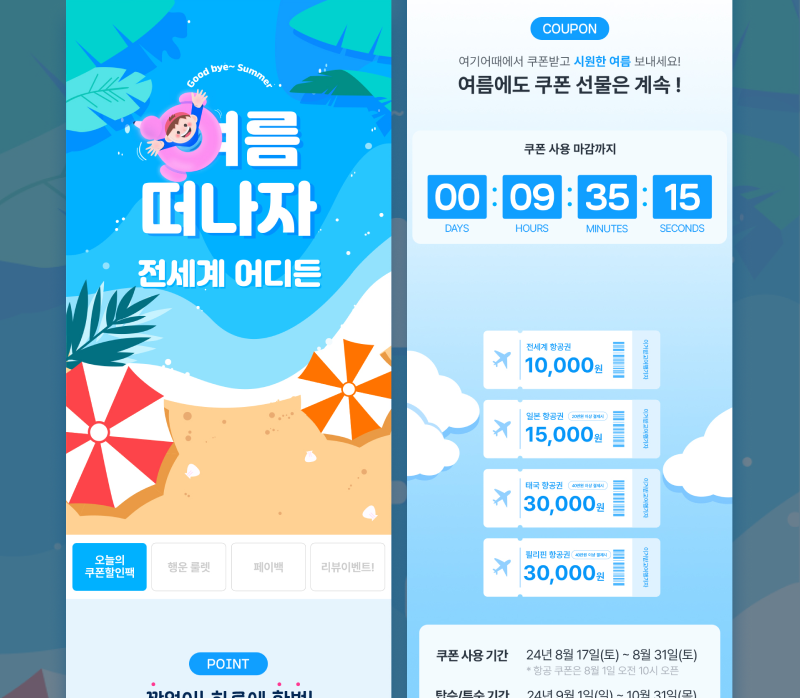 Good bye~ Summer
여름
떠나자
전세계 어디든
오늘의
쿠폰할인팩
행운 룰렛
페이백
리뷰이벤트!
POINT
COUPON
여기어때에서 쿠폰받고 시원한 여름 보내세요!
여름에도 쿠폰 선물은 계속 !
쿠폰 사용 마감까지
00 : 09 : 35 : 15
DAYS HOURS MINUTES SECONDS
전세계 항공권
10,000원
일본 항공권
15,000원
태국 항공권
30,000원
필리핀 항공권
30,000원
쿠폰 사용 기간 24년 8월 17일(토) ~ 8월 31일(토)
* 항공 쿠폰은 8월 1일 오전 10시 오픈
탑승/투숙 기간 24년 9월 1일(일) ~ 10월 31일(목)